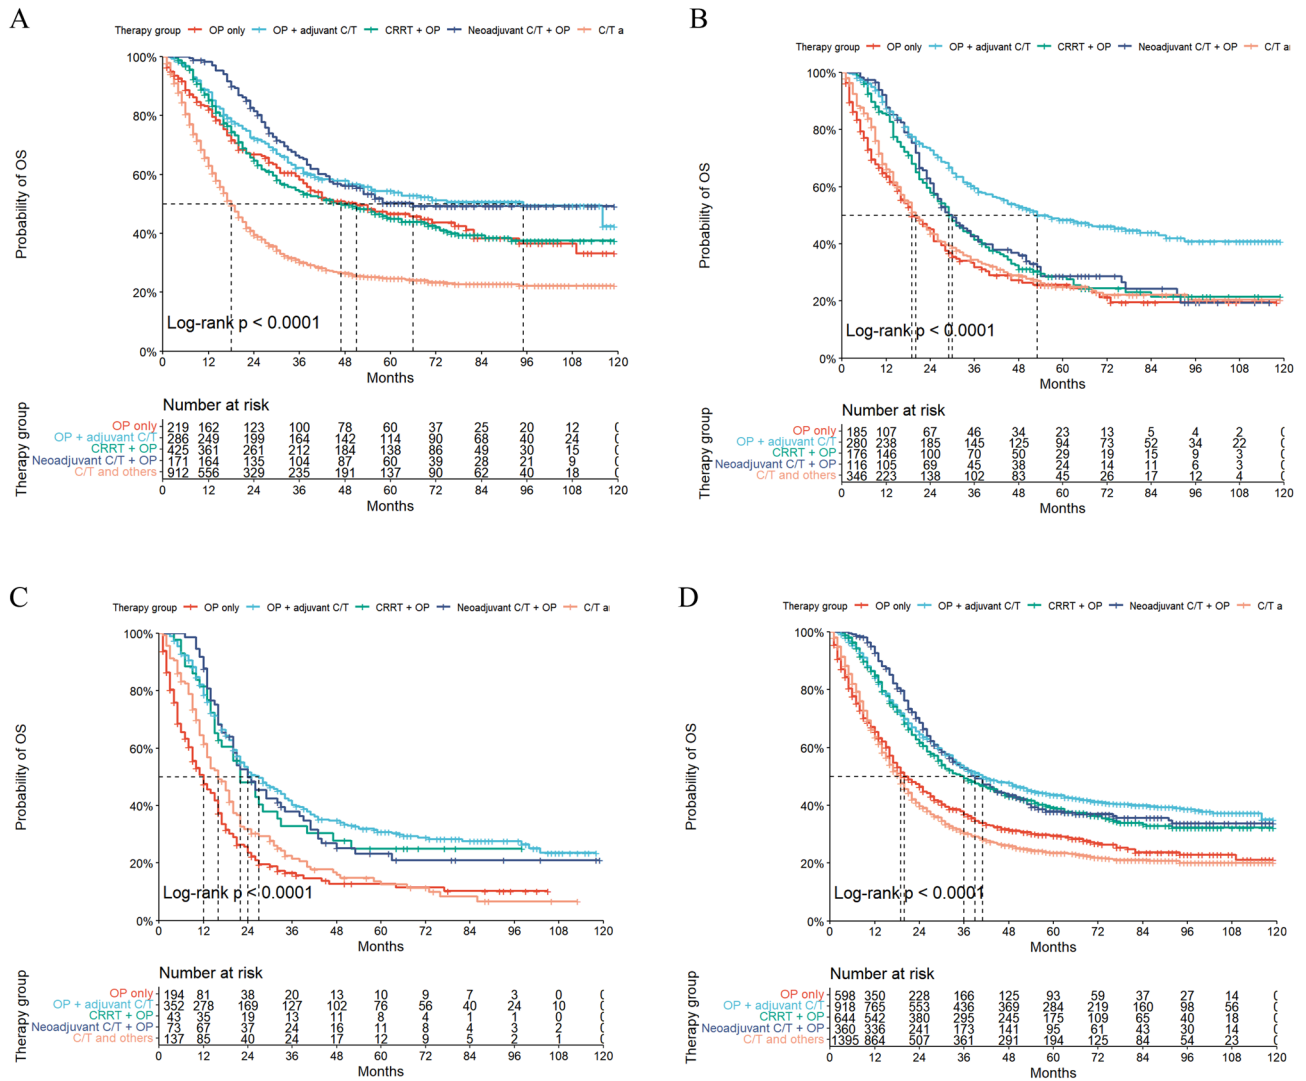 A
Therapy group OP only OP + adjuvant C/T CRRT + OP Neoadjuvant C/T + OP C/T a
Probability of OS
100%
80%
60%
40%
20%
0%
Log-rank p < 0.0001
0 12 24 36 48 60 72 84 96 108 120
Months
Number at risk
Therapy group
OP only 219 162 123 100 78 60 37 25 20 12
OP + adjuvant C/T 286 249 199 164 142 114 90 68 40 24
CRRT + OP 425 361 261 212 184 138 86 49 30 15
Neoadjuvant C/T + OP 171 164 135 104 87 60 39 28 21 9
C/T and others 912 556 329 235 191 137 90 62 41 18
0 12 24 36 48 60 72 84 96 108 120
Months
B
Therapy group OP only OP + adjuvant C/T CRRT + OP Neoadjuvant C/T + OP C/T a
Probability of OS
100%
80%
60%
40%
20%
0%
Log-rank p < 0.0001
0 12 24 36 48 60 72 84 96 108 120
Months
Number at risk
Therapy group
OP only 185 107 67 46 34 23 13 5 4 2
OP + adjuvant C/T 280 238 185 145 125 94 73 52 34 22
CRRT + OP 176 146 100 70 50 29 19 15 9 3
Neoadjuvant C/T + OP 116 105 69 45 38 24 14 11 6 3
C/T and others 346 223 138 102 83 45 26 17 12 4
0 12 24 36 48 60 72 84 96 108 120
Months
C
Therapy group OP only OP + adjuvant C/T CRRT + OP Neoadjuvant C/T + OP C/T a
Probability of OS
100%
80%
60%
40%
20%
0%
Log-rank p < 0.0001
0 12 24 36 48 60 72 84 96 108 120
Months
Number at risk
Therapy group
OP only 194 81 38 20 13 10 9 7 3 0
OP + adjuvant C/T 352 278 169 127 102 76 56 40 24 10
CRRT + OP 43 35 19 13 11 8 4 1 1 0
Neoadjuvant C/T + OP 73 67 37 24 16 11 8 4 3 2
C/T and others 137 85 40 24 17 12 9 5 2 1
0 12 24 36 48 60 72 84 96 108 120
Months
D
Therapy group OP only OP + adjuvant C/T CRRT + OP Neoadjuvant C/T + OP C/T a
Probability of OS
100%
80%
60%
40%
20%
0%
Log-rank p < 0.0001
0 12 24 36 48 60 72 84 96 108 120
Months
Number at risk
Therapy group
OP only 598 350 228 166 125 93 59 37 27 14
OP + adjuvant C/T 918 765 553 436 369 284 219 160 98 56
CRRT + OP 644 542 380 295 245 175 109 65 40 18
Neoadjuvant C/T + OP 360 336 241 173 141 95 61 43 30 14
C/T and others 1395 864 507 361 291 194 125 84 54 23
0 12 24 36 48 60 72 84 96 108 120
Months